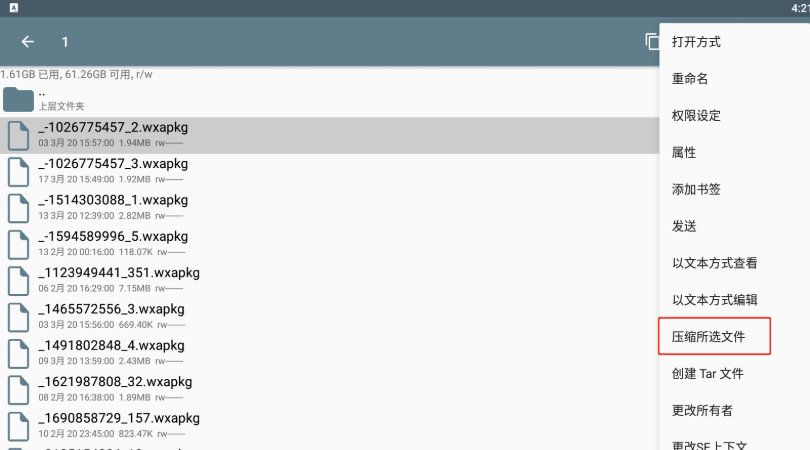 A
4:21
1
1.61GB 已用, 61.26GB 可用, r/w
..
上层文件夹
_-1026775457_2.wxapkg
03 3月 20 15:57:00 1.94MB rw-------
_-1026775457_3.wxapkg
17 3月 20 15:49:00 1.92MB rw-------
_-1514303088_1.wxapkg
13 3月 20 12:39:00 2.82MB rw-------
_-1594589996_5.wxapkg
13 2月 20 00:16:00 118.07K rw-------
_1123949441_351.wxapkg
06 2月 20 16:29:00 7.15MB rw-------
_1465572556_3.wxapkg
03 3月 20 15:56:00 669.40K rw-------
_1491802848_4.wxapkg
09 3月 20 13:59:00 2.43MB rw-------
_1621987808_32.wxapkg
08 2月 20 16:38:00 1.89MB rw-------
_1690858729_157.wxapkg
10 2月 20 23:45:00 823.47K rw-------
打开方式
重命名
权限设定
属性
添加书签
发送
以文本方式查看
以文本方式编辑
压缩所选文件
创建 Tar 文件
更改所有者
更改SE上下文